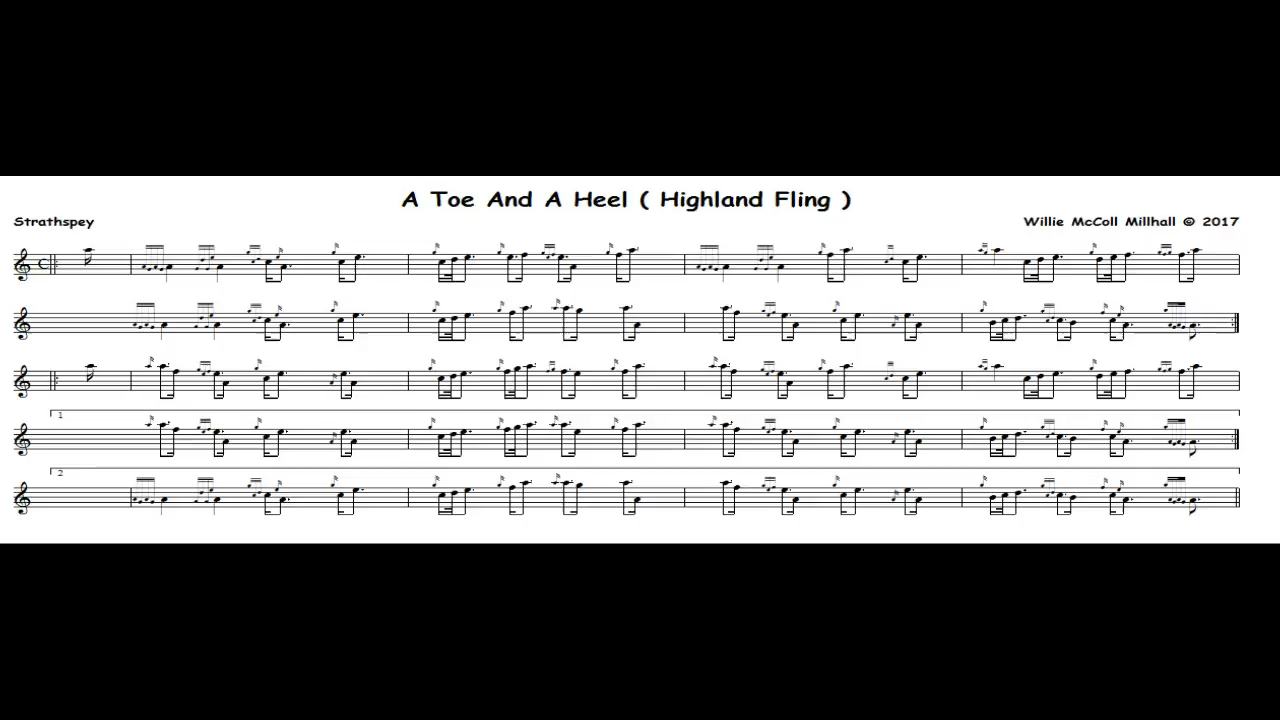 A Toe And A Heel ( Highland Fling )
Strathspey
Willie McColl Millhall © 2017
1
2